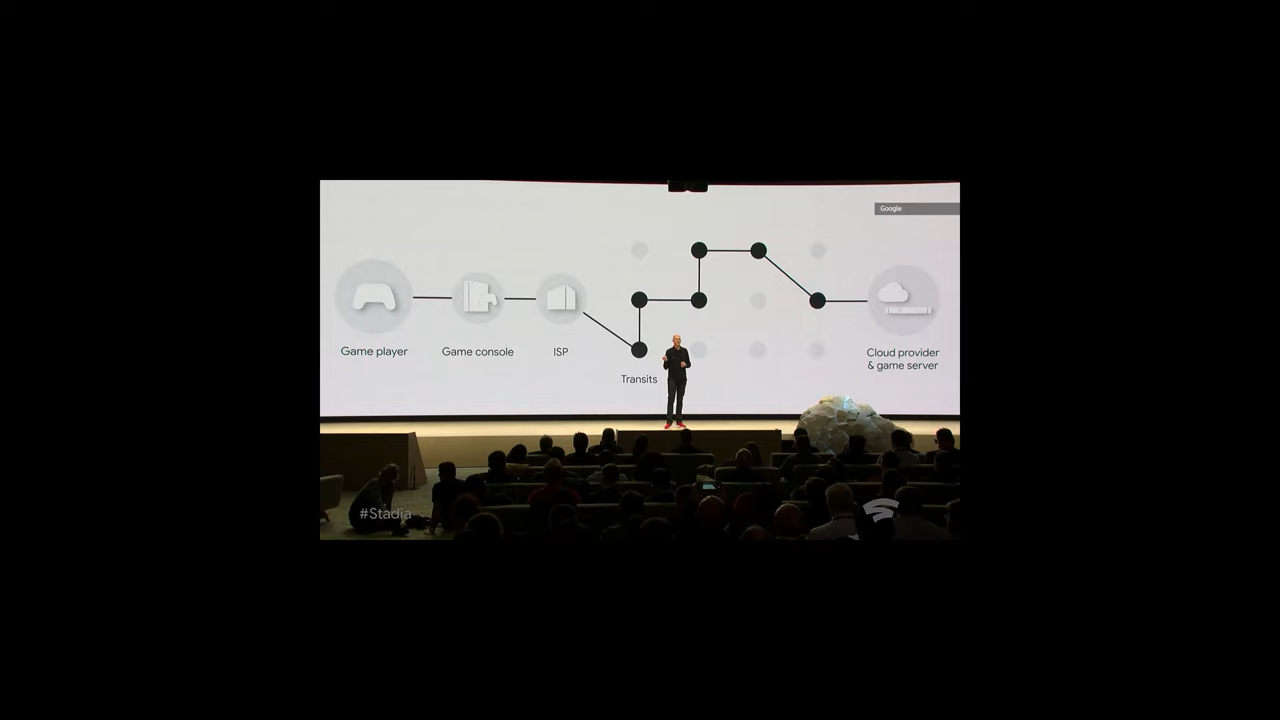 Google
Game player
Game console
ISP
Transits
Cloud provider
& game server
#Stadia